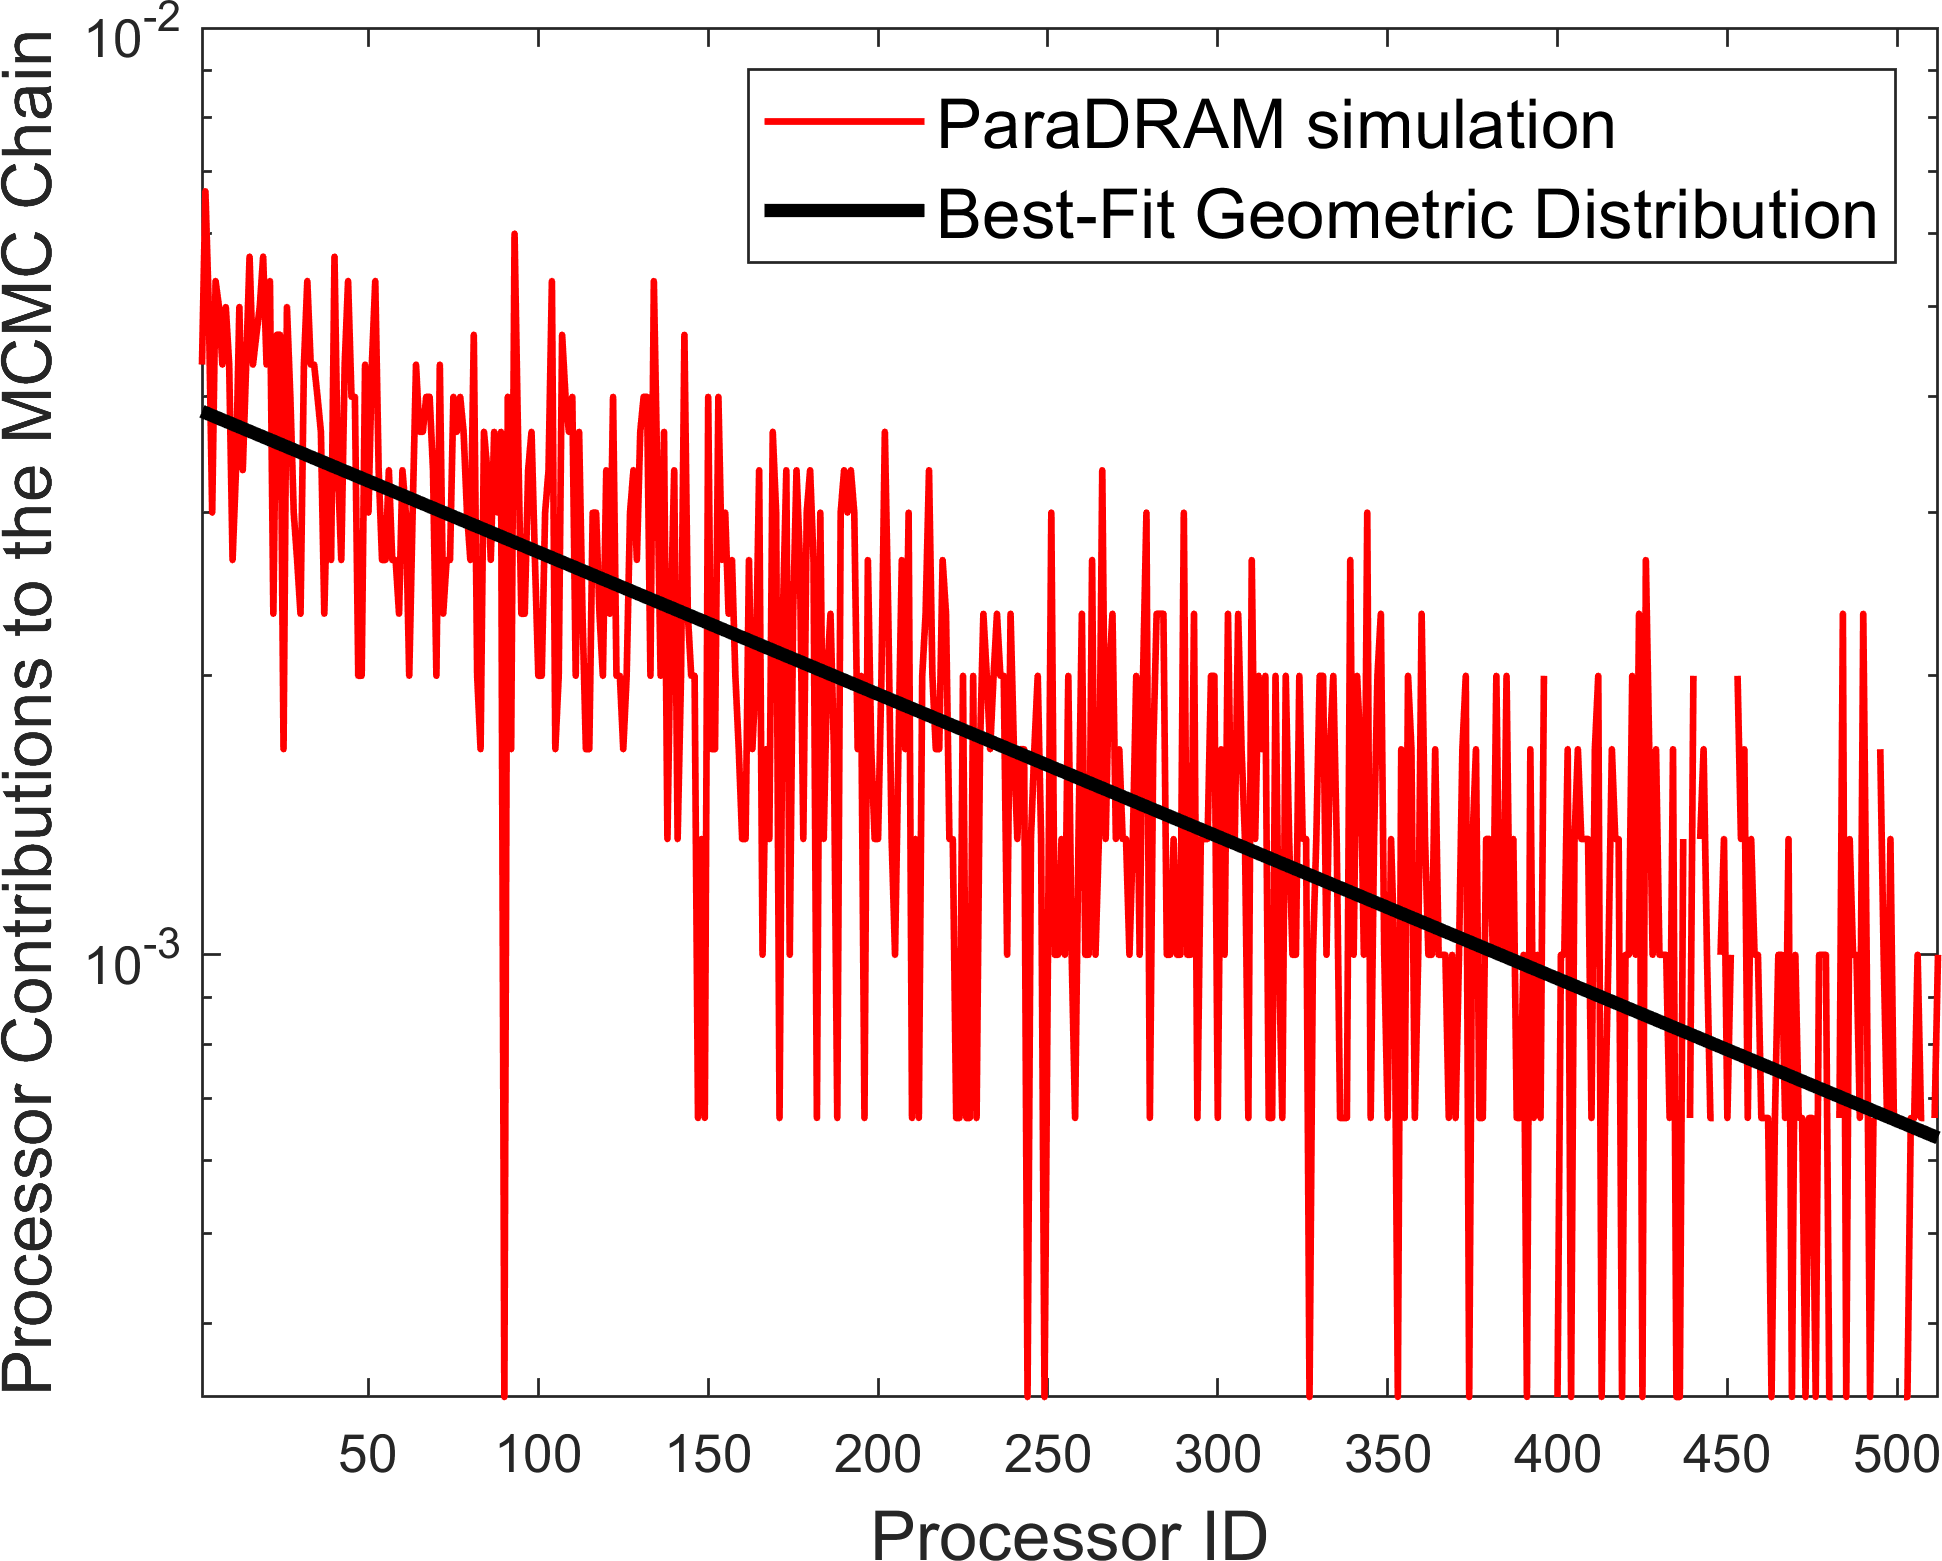 Processor Contributions to the MCMC Chain
10-2
10-3
ParaDRAM simulation
Best-Fit Geometric Distribution
50 100 150 200 250 300 350 400 450 500
Processor ID